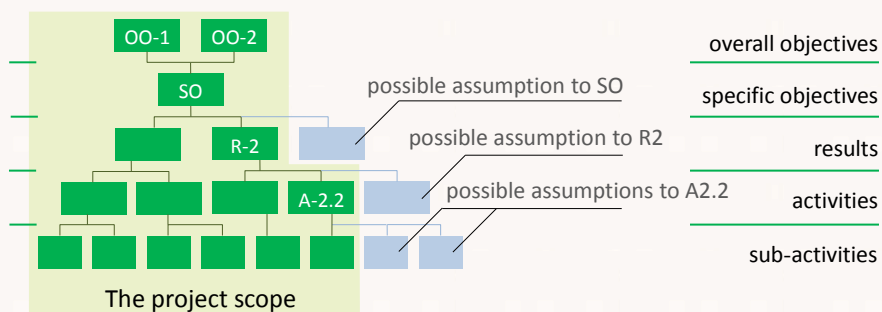 OO-1
OO-2
overall objectives
SO
possible assumption to SO
specific objectives
R-2
possible assumption to R2
results
A-2.2
possible assumptions to A2.2
activities
sub-activities
The project scope